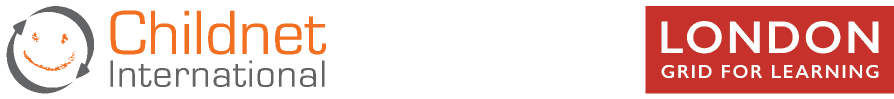 Childnet
International
LONDON
GRID FOR LEARNING